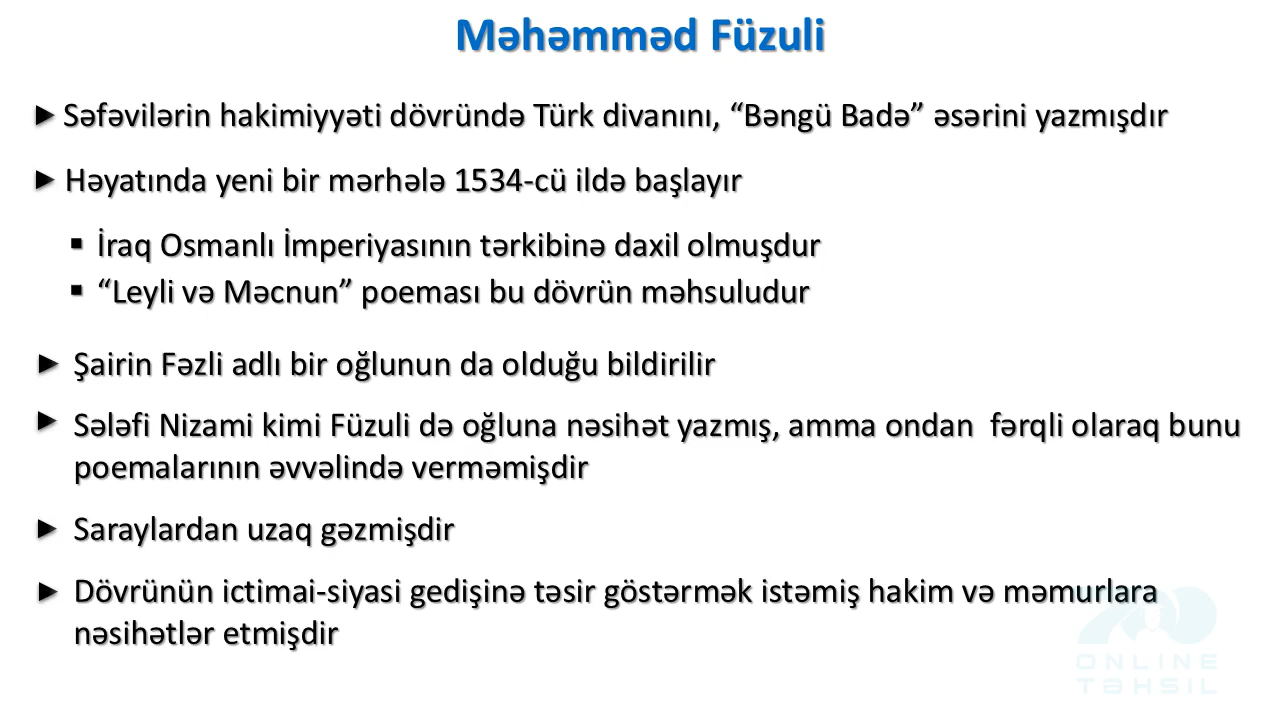 Məhəmməd Füzuli
► Səfəvilərin hakimiyyəti dövründə Türk divanını, “Bəngü Badə” əsərini yazmışdır
► Həyatında yeni bir mərhələ 1534-cü ildə başlayır
▪ İraq Osmanlı İmperiyasının tərkibinə daxil olmuşdur
▪ “Leyli və Məcnun” poeması bu dövrün məhsuludur
► Şairin Fəzli adlı bir oğlunun da olduğu bildirilir
► Sələfi Nizami kimi Füzuli də oğluna nəsihət yazmış, amma ondan fərqli olaraq bunu
poemalarının əvvəlində verməmişdir
► Saraylardan uzaq gəzmişdir
► Dövrünün ictimai-siyasi gedişinə təsir göstərmək istəmiş hakim və məmurlara
nəsihətlər etmişdir
ONLINE
TƏHSIL